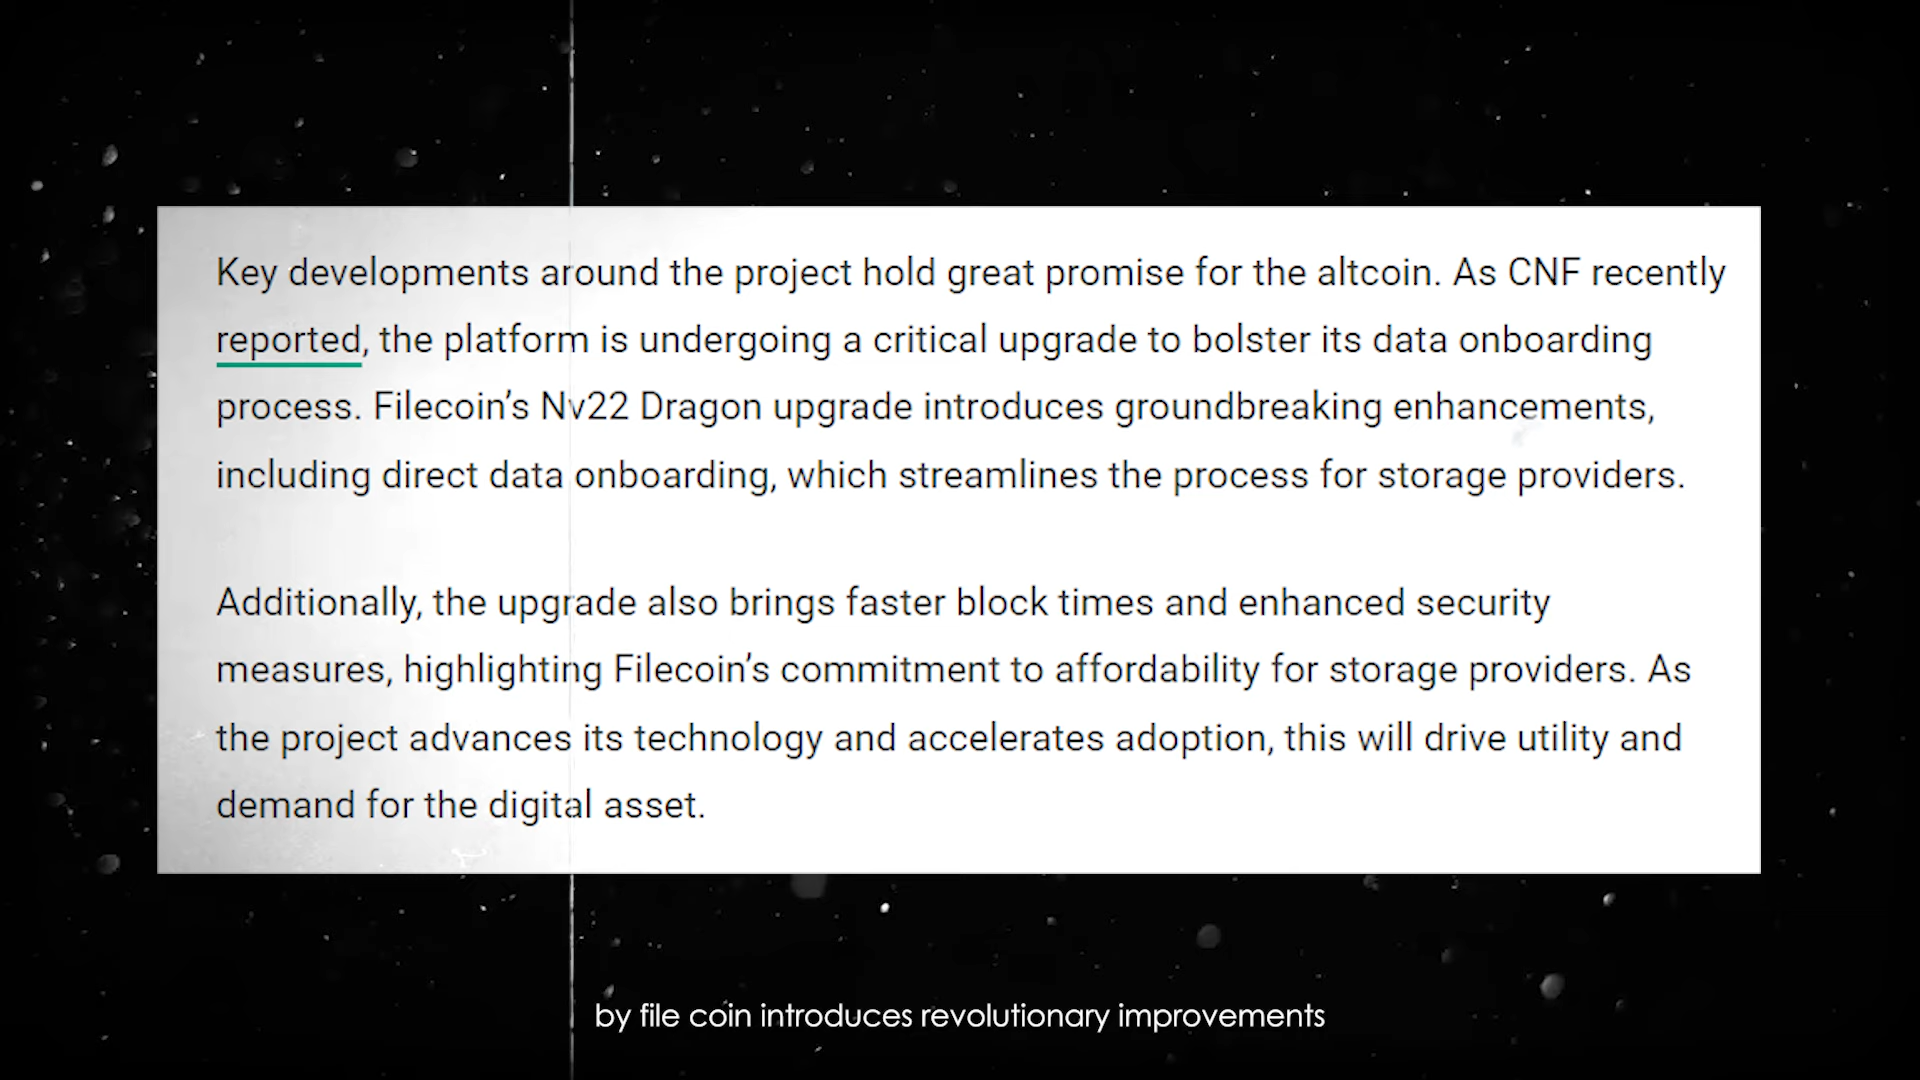 Key developments around the project hold great promise for the altcoin. As CNF recently
reported, the platform is undergoing a critical upgrade to bolster its data onboarding
process. Filecoin’s Nv22 Dragon upgrade introduces groundbreaking enhancements,
including direct data onboarding, which streamlines the process for storage providers.
Additionally, the upgrade also brings faster block times and enhanced security
measures, highlighting Filecoin’s commitment to affordability for storage providers. As
the project advances its technology and accelerates adoption, this will drive utility and
demand for the digital asset.
by file coin introduces revolutionary improvements